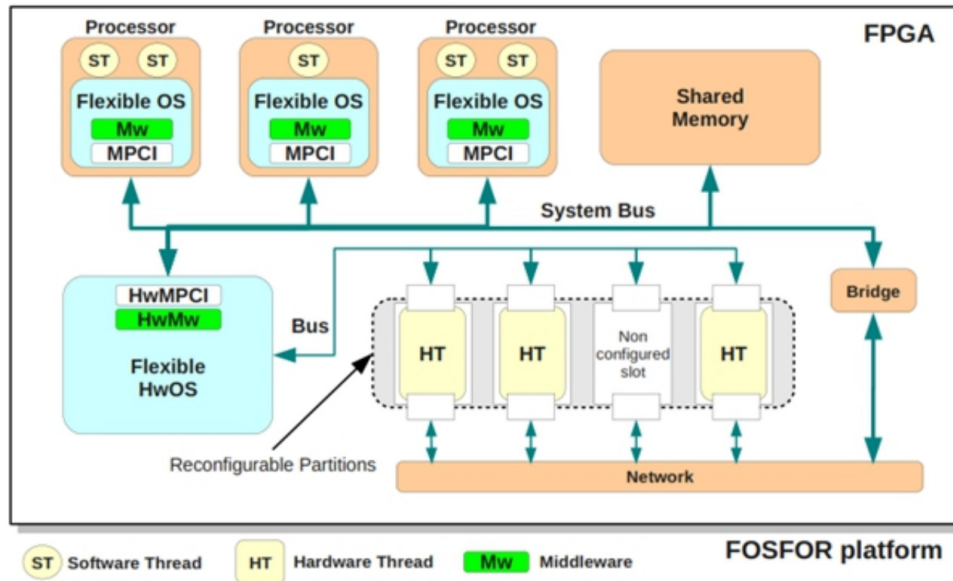 FPGA
Processor
Processor
Processor
ST
ST
ST
ST
ST
Flexible OS
Flexible OS
Flexible OS
Mw
Mw
Mw
MPCI
MPCI
MPCI
Shared
Memory
System Bus
HwMPCI
HwMw
Flexible
HwOS
Bus
HT
HT
Non
configured
slot
HT
Bridge
Reconfigurable Partitions
Network
ST Software Thread
HT Hardware Thread
Mw Middleware
FOSFOR platform